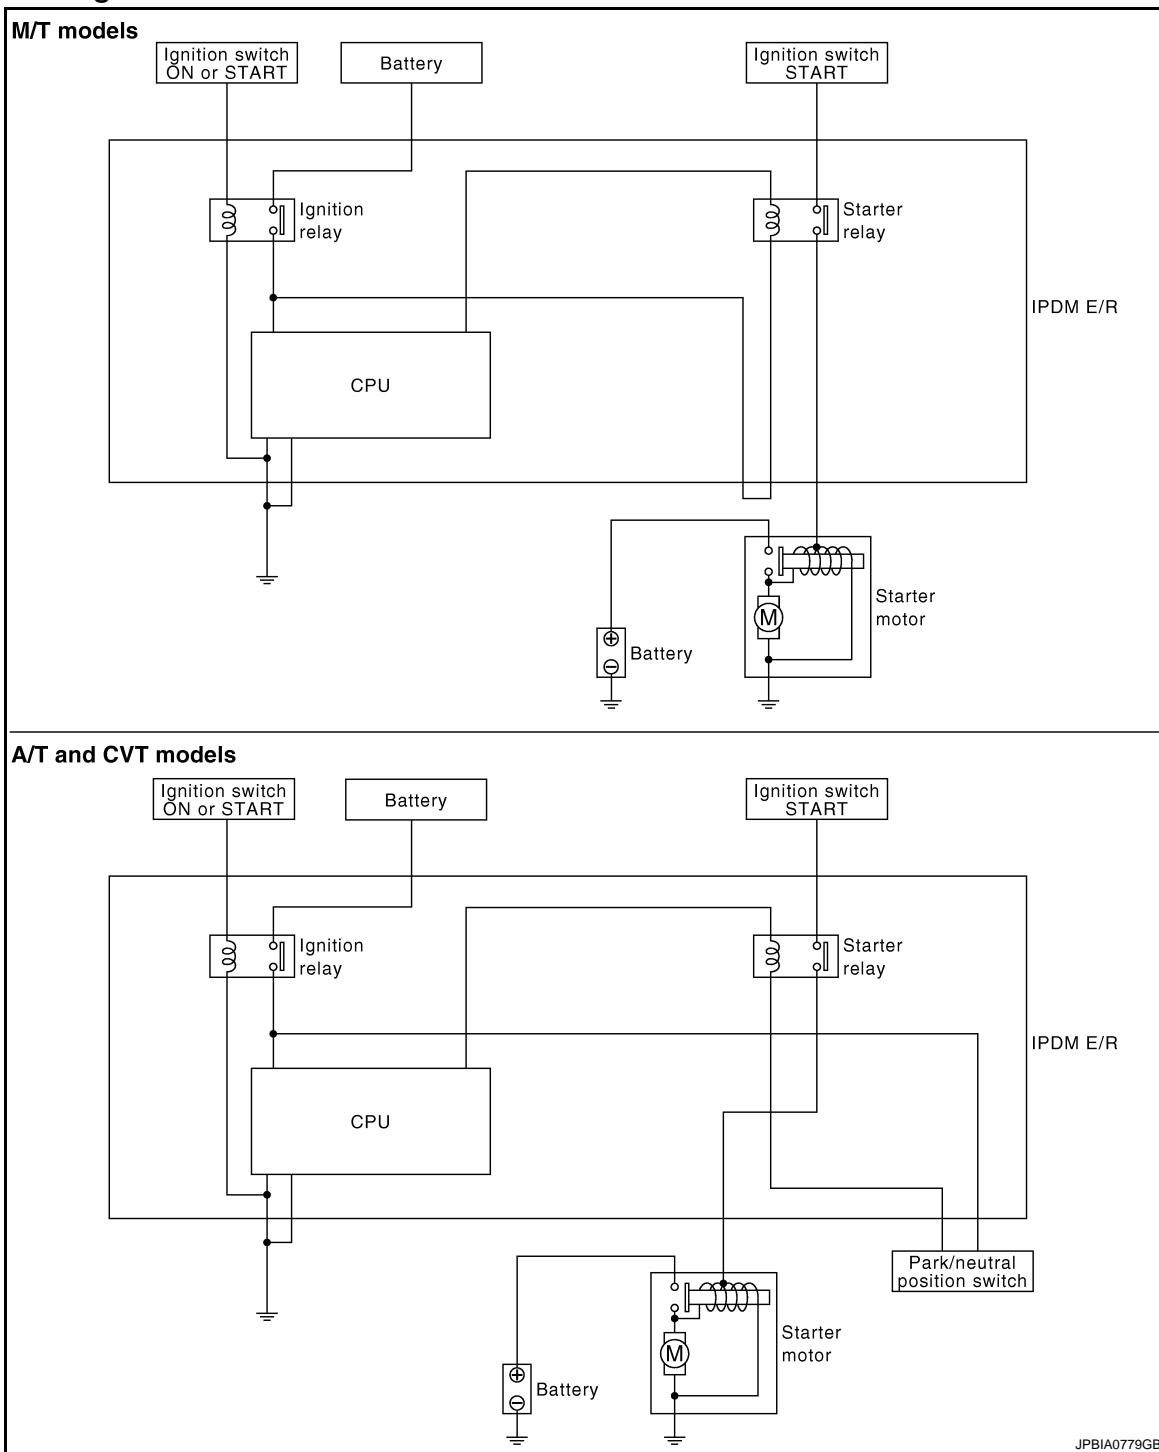 M/T models
Ignition switch
ON or START
Battery
Ignition switch
START
Ignition
relay
Starter
relay
IPDM E/R
CPU
M
Starter
motor
Battery
A/T and CVT models
Ignition switch
ON or START
Battery
Ignition switch
START
Ignition
relay
Starter
relay
IPDM E/R
CPU
Park/neutral
position switch
M
Starter
motor
Battery
JPBIA0779GB